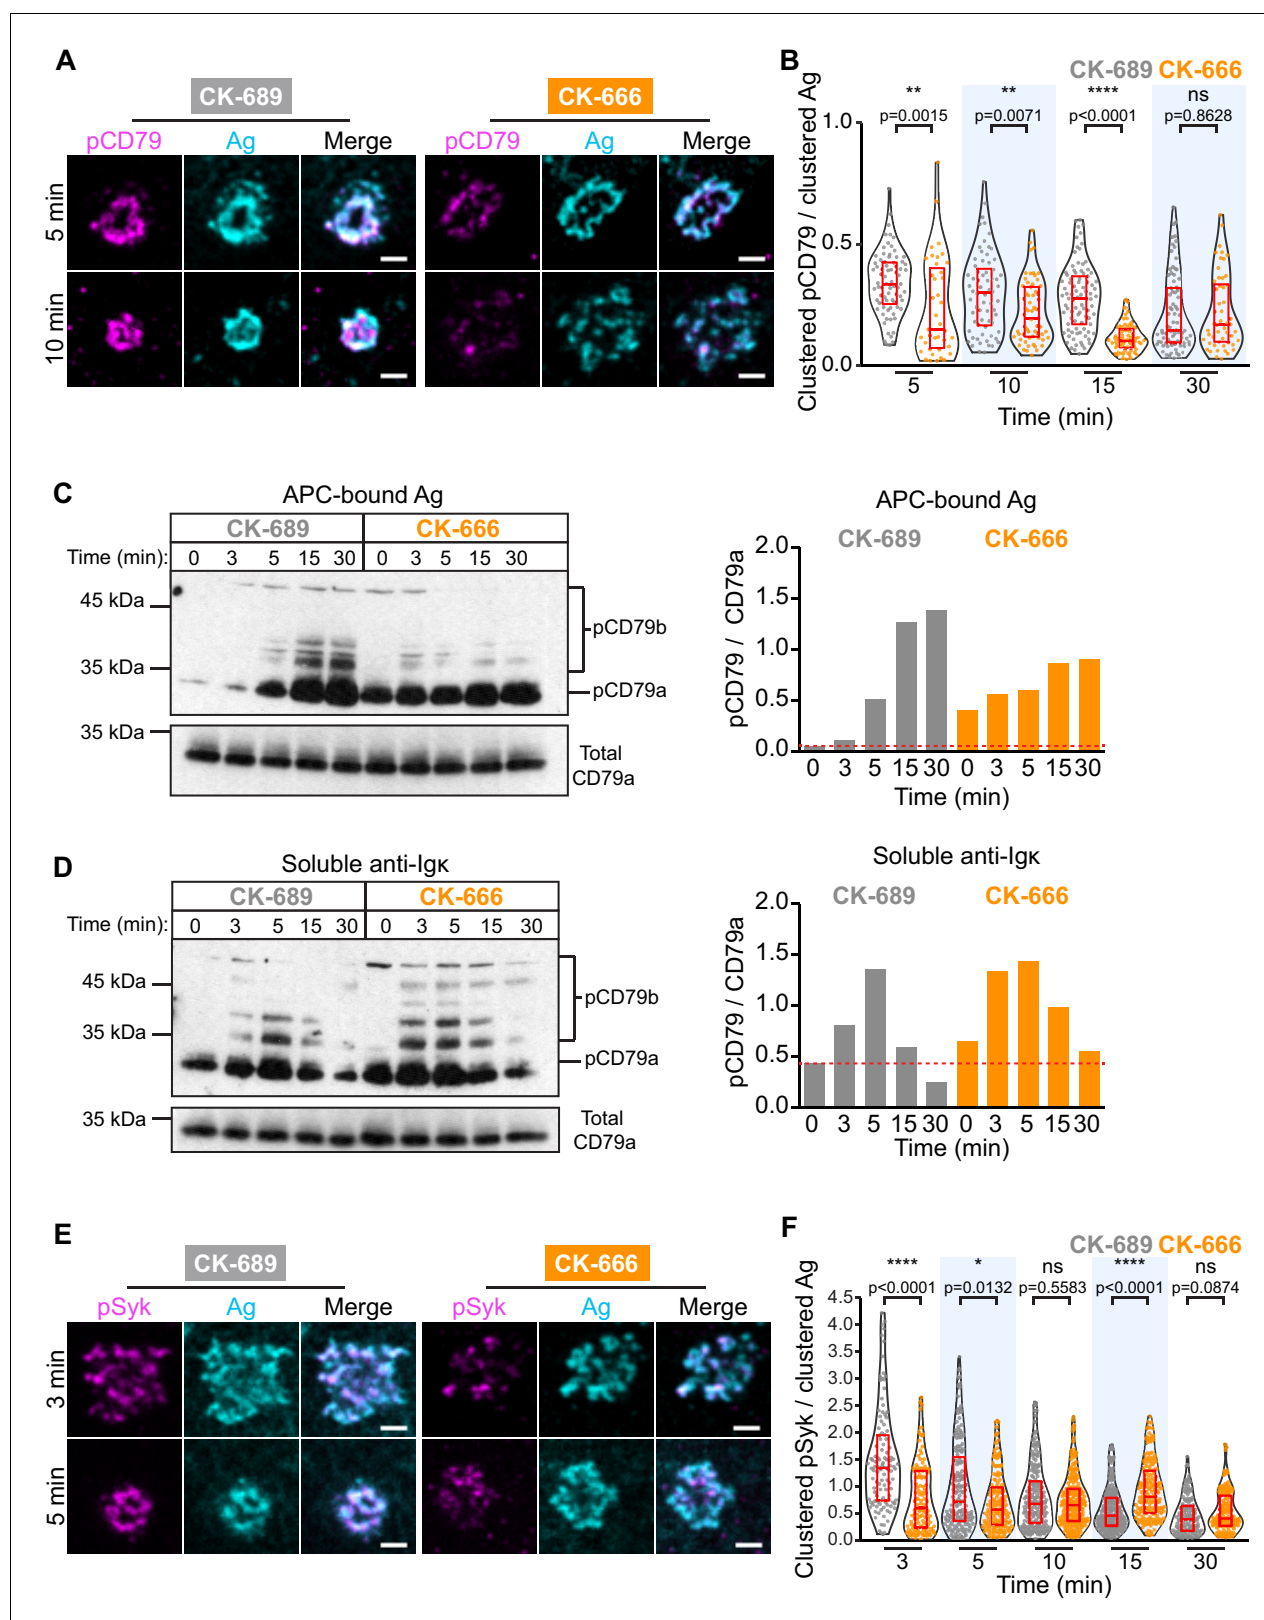 A
CK-689 CK-666
pCD79 Ag Merge pCD79 Ag Merge
5 min
10 min
B
CK-689 CK-666
** ** **** ns
p=0.0015 p=0.0071 p<0.0001 p=0.8628
Clustered pCD79 / clustered Ag
1.0
0.5
0.0
5 10 15 30
Time (min)
C
APC-bound Ag
CK-689 CK-666
Time (min): 0 3 5 15 30 0 3 5 15 30
45 kDa
pCD79b
35 kDa
pCD79a
35 kDa
Total
CD79a
APC-bound Ag
CK-689 CK-666
pCD79 / CD79a
2.0
1.5
1.0
0.5
0.0
0 3 5 15 30 0 3 5 15 30
Time (min)
D
Soluble anti-Igκ
CK-689 CK-666
Time (min): 0 3 5 15 30 0 3 5 15 30
45 kDa
pCD79b
35 kDa
pCD79a
35 kDa
Total
CD79a
Soluble anti-Igκ
CK-689 CK-666
pCD79 / CD79a
2.0
1.5
1.0
0.5
0.0
0 3 5 15 30 0 3 5 15 30
Time (min)
E
CK-689 CK-666
pSyk Ag Merge pSyk Ag Merge
3 min
5 min
F
CK-689 CK-666
**** * ns **** ns
p<0.0001 p=0.0132 p=0.5583 p<0.0001 p=0.0874
Clustered pSyk / clustered Ag
4.5
4.0
3.5
3.0
2.5
2.0
1.5
1.0
0.5
0.0
3 5 10 15 30
Time (min)